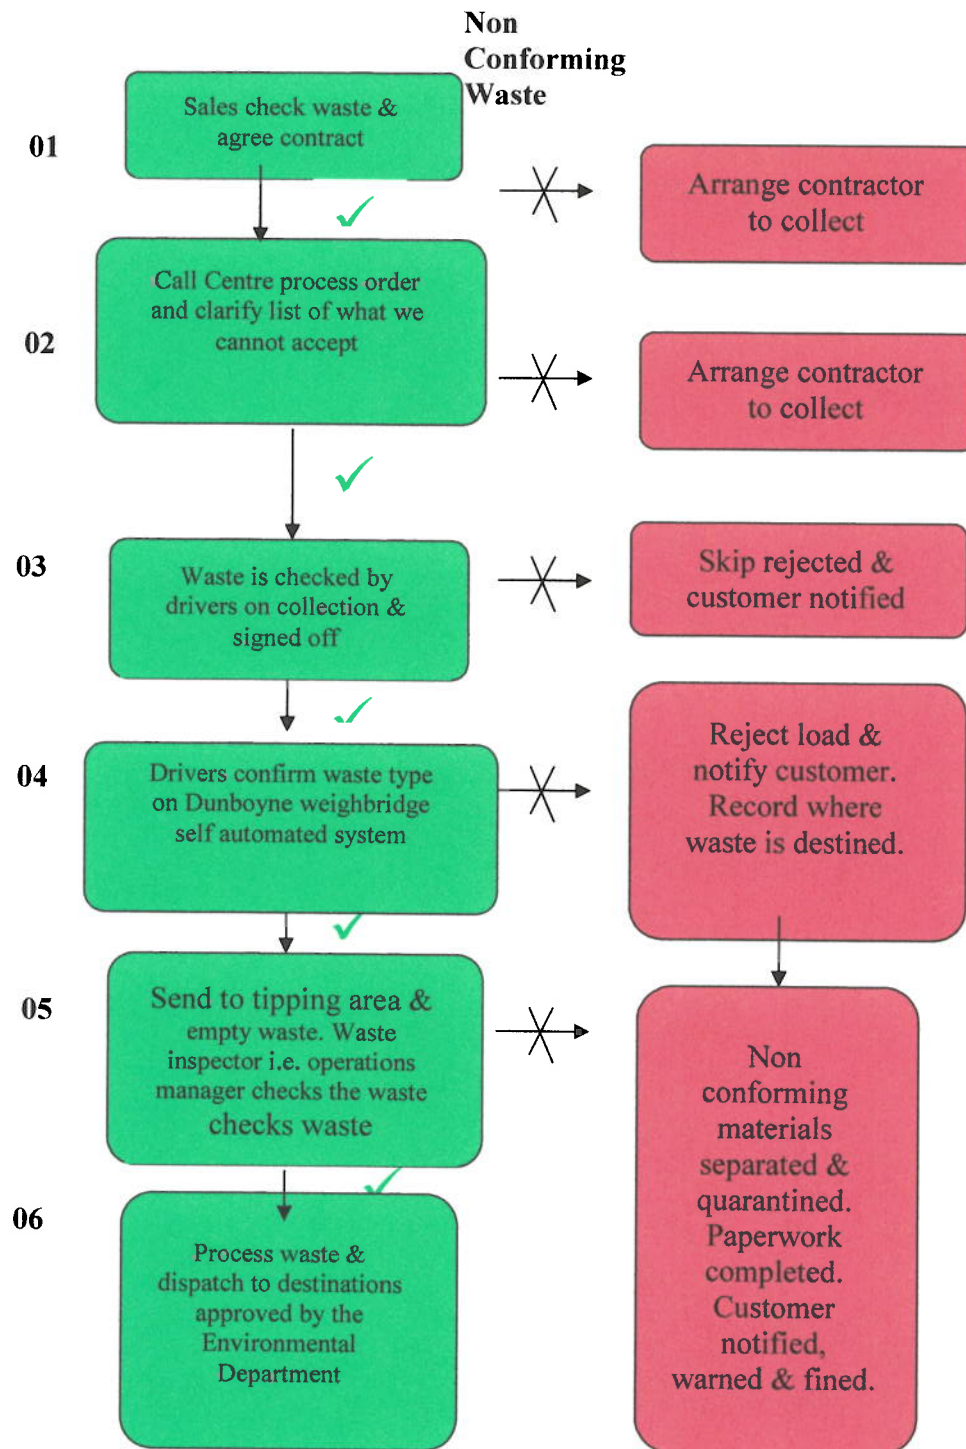 Non
Conforming
Waste
01
Sales check waste &
agree contract
Arrange contractor
to collect
02
Call Centre process order
and clarify list of what we
cannot accept
Arrange contractor
to collect
03
Waste is checked by
drivers on collection &
signed off
Skip rejected &
customer notified
04
Drivers confirm waste type
on Dunboyne weighbridge
self automated system
Reject load &
notify customer.
Record where
waste is destined.
05
Send to tipping area &
empty waste. Waste
inspector i.e. operations
manager checks the waste
checks waste
Non
conforming
materials
separated &
quarantined.
Paperwork
completed.
Customer
notified,
warned & fined.
06
Process waste &
dispatch to destinations
approved by the
Environmental
Department